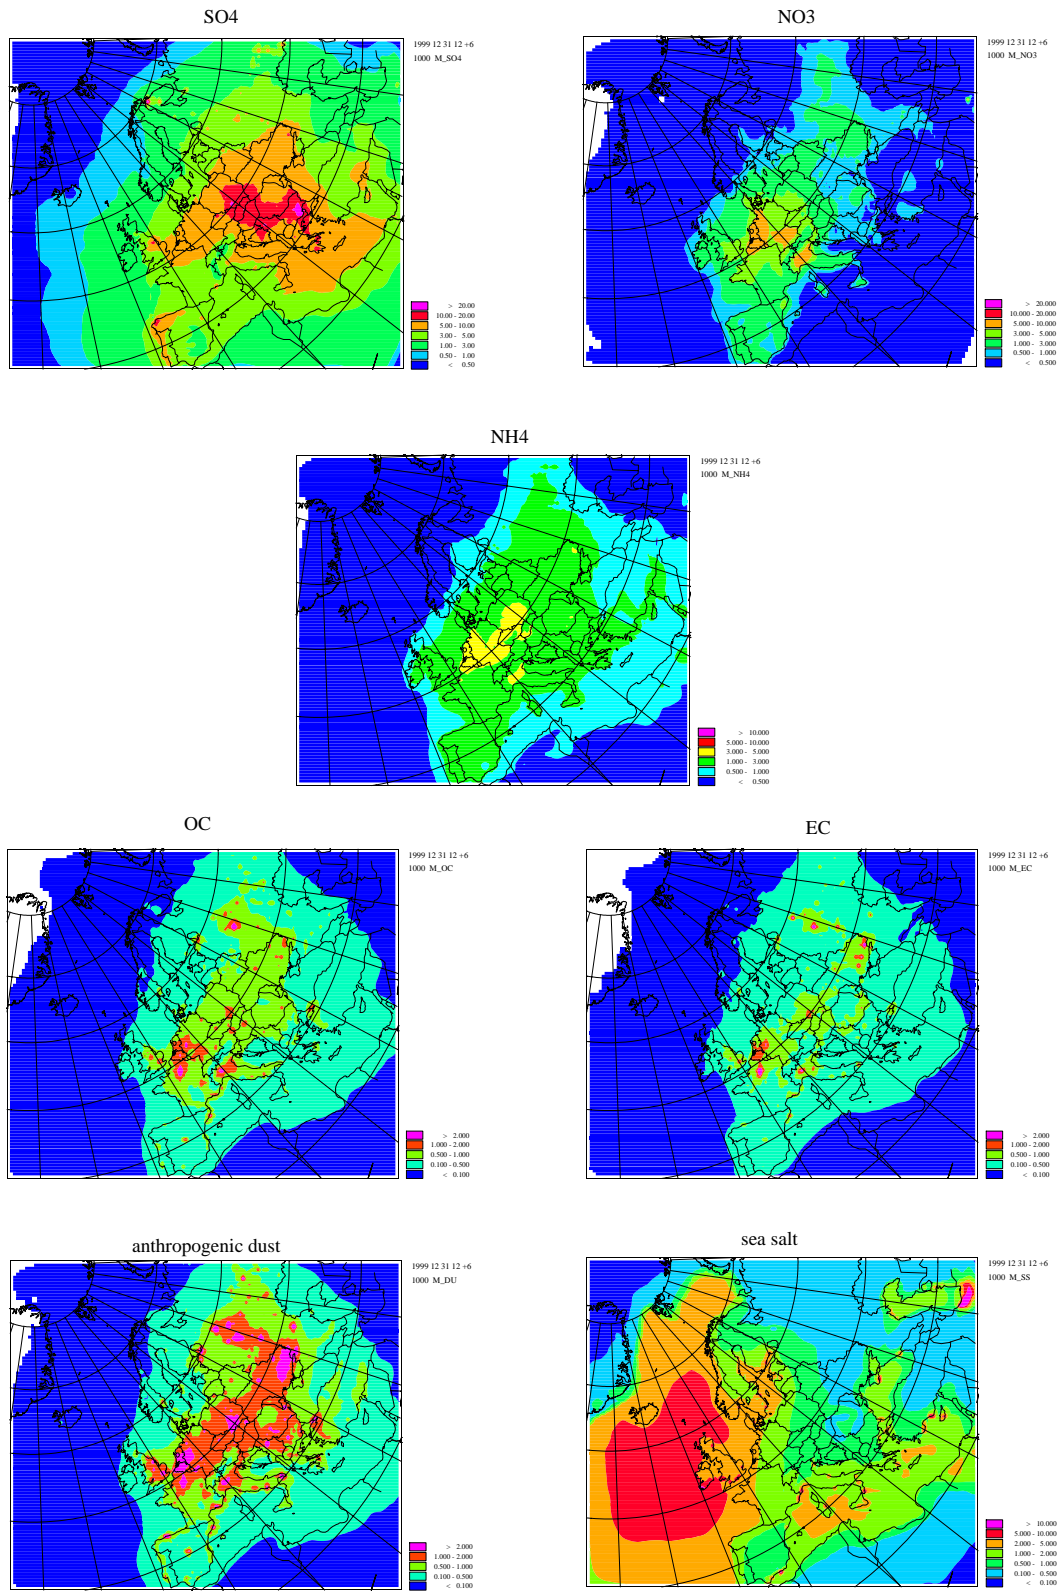 SO4
1999 12 31 12 +6
1000 M_SO4
> 20.00
10.00 - 20.00
5.00 - 10.00
3.00 - 5.00
1.00 - 3.00
0.50 - 1.00
< 0.50
NO3
1999 12 31 12 +6
1000 M_NO3
> 20.000
10.000 - 20.000
5.000 - 10.000
3.000 - 5.000
1.000 - 3.000
0.500 - 1.000
< 0.500
NH4
1999 12 31 12 +6
1000 M_NH4
> 10.000
5.000 - 10.000
3.000 - 5.000
1.000 - 3.000
0.500 - 1.000
< 0.500
OC
1999 12 31 12 +6
1000 M_OC
> 2.000
1.000 - 2.000
0.500 - 1.000
0.100 - 0.500
< 0.100
EC
1999 12 31 12 +6
1000 M_EC
> 2.000
1.000 - 2.000
0.500 - 1.000
0.100 - 0.500
< 0.100
anthropogenic dust
1999 12 31 12 +6
1000 M_DU
> 2.000
1.000 - 2.000
0.500 - 1.000
0.100 - 0.500
< 0.100
sea salt
1999 12 31 12 +6
1000 M_SS
> 10.000
5.000 - 10.000
2.000 - 5.000
1.000 - 2.000
0.500 - 1.000
0.100 - 0.500
< 0.100